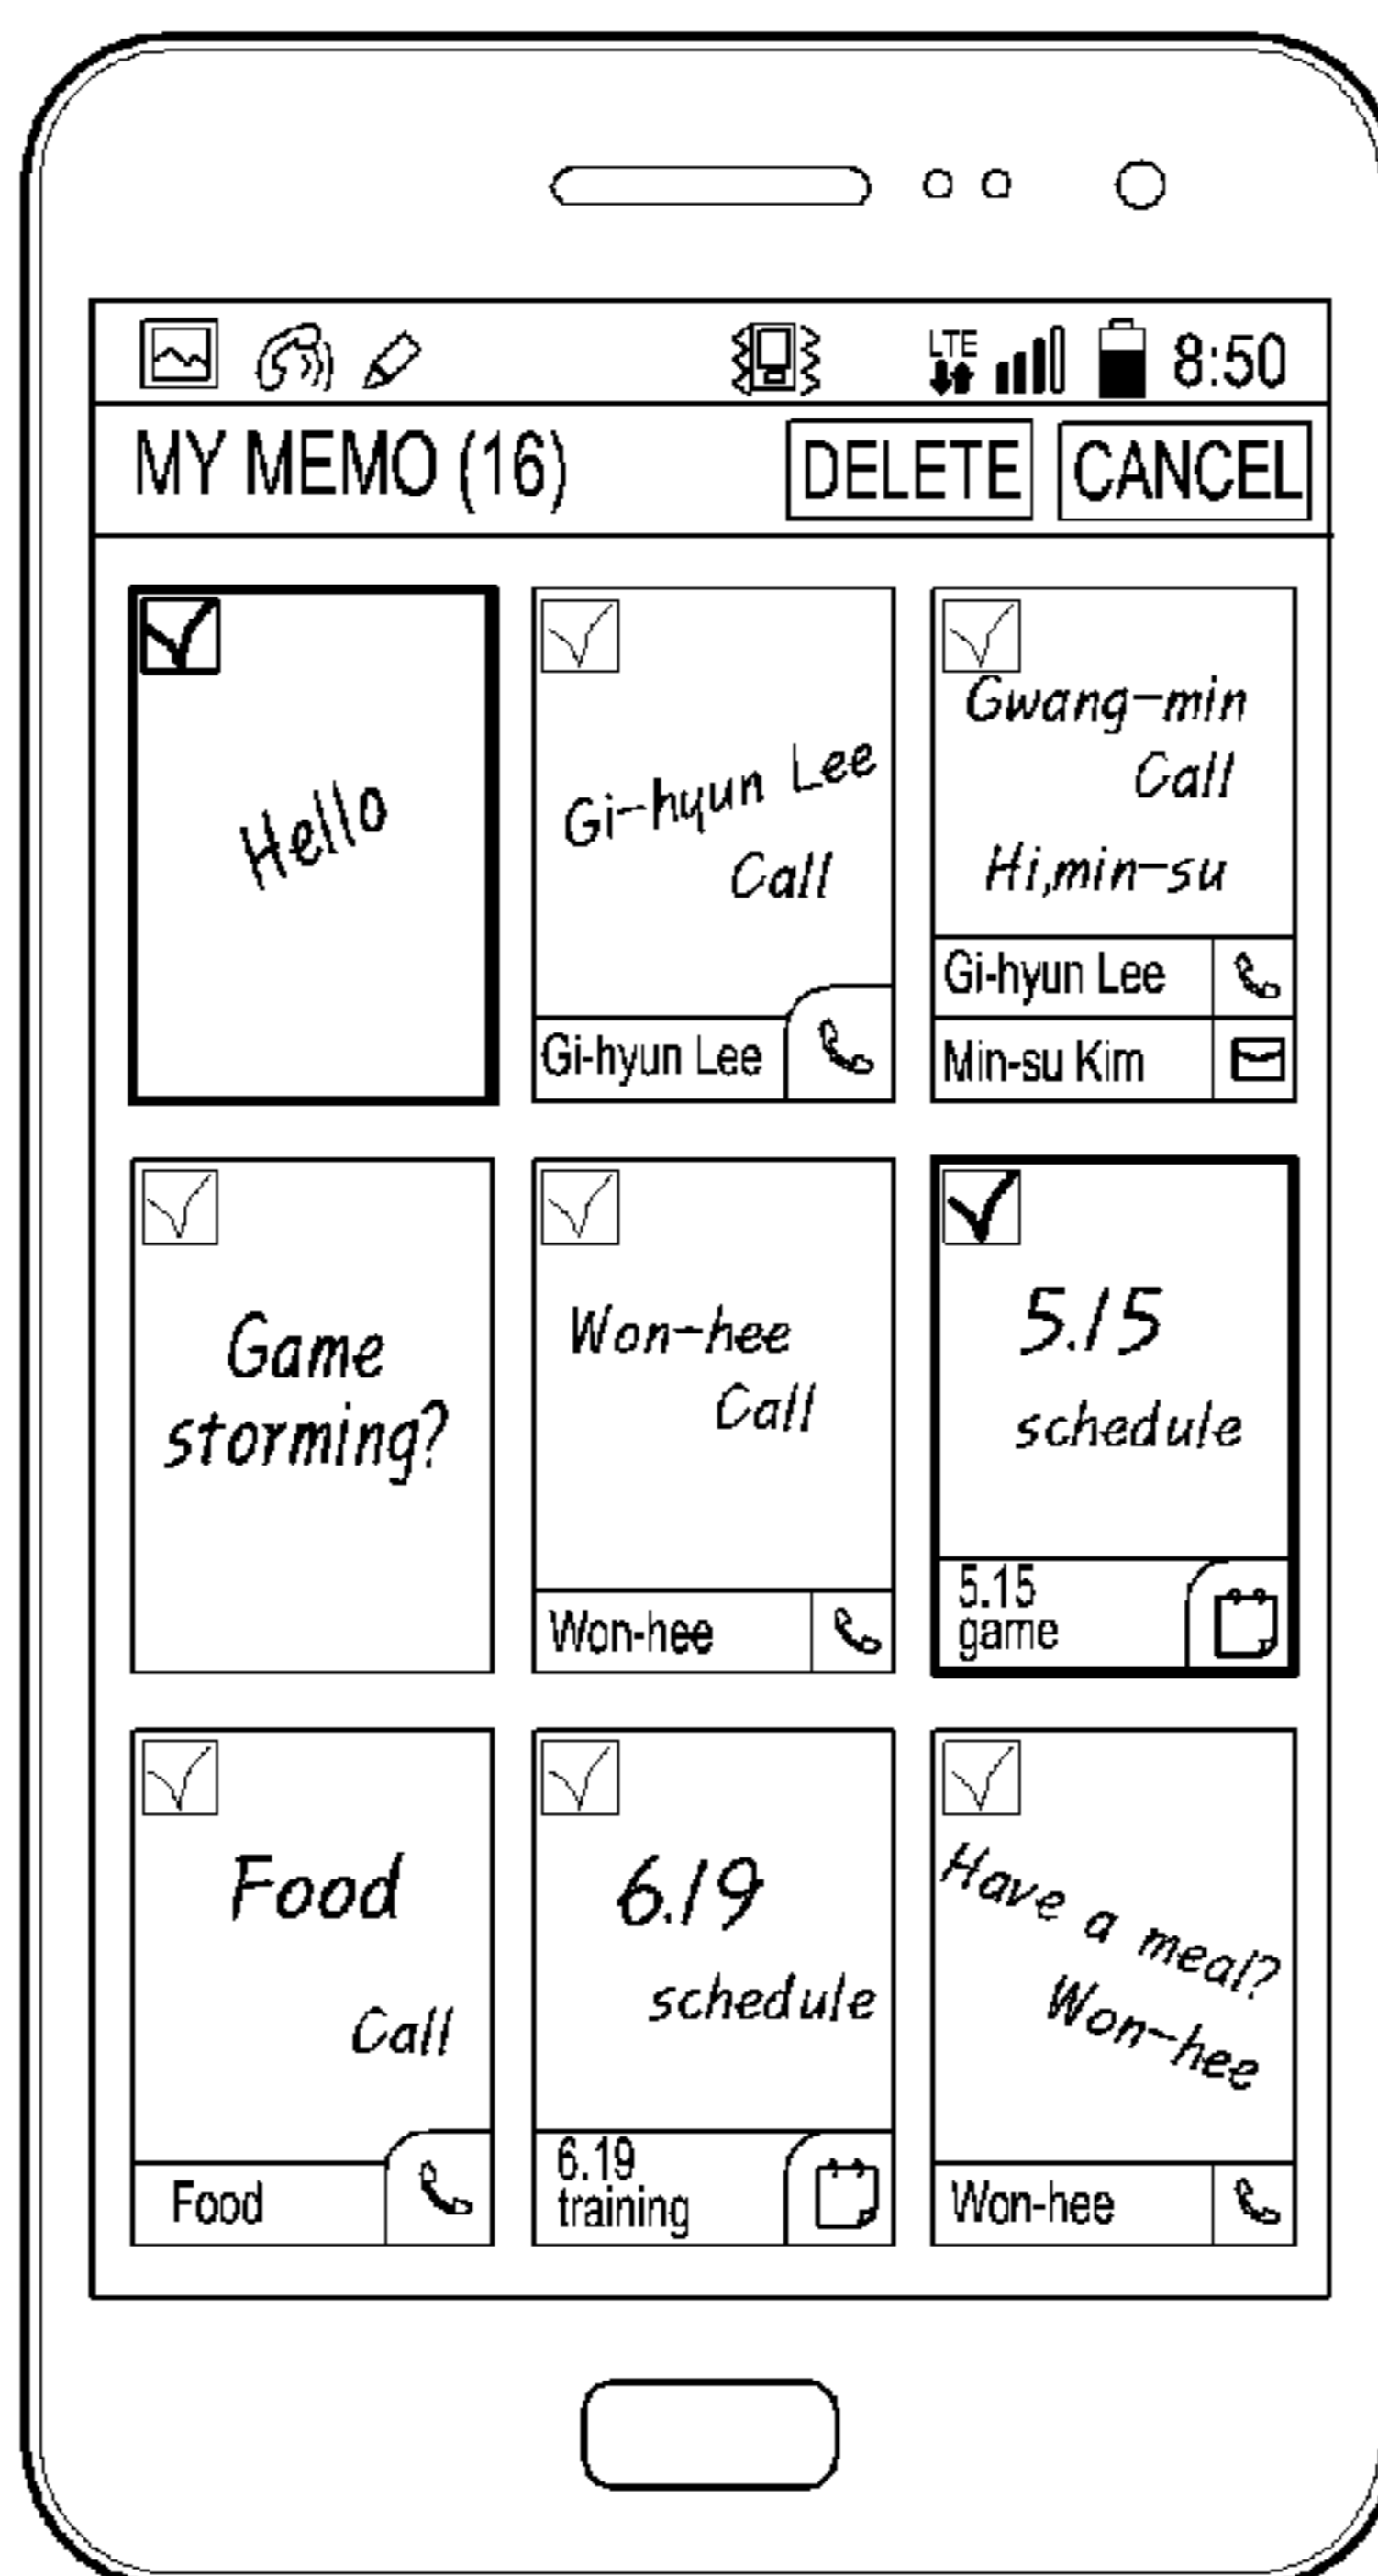 LTE 8:50
MY MEMO (16) DELETE CANCEL
Hello
Gi-hyun Lee
Call
Gi-hyun Lee
Gwang-min
Call
Hi,min-su
Gi-hyun Lee
Min-su Kim
Game
storming?
Won-hee
Call
Won-hee
5.15
schedule
5.15
game
Food
Call
Food
6.19
schedule
6.19
training
Have a meal?
Won-hee
Won-hee